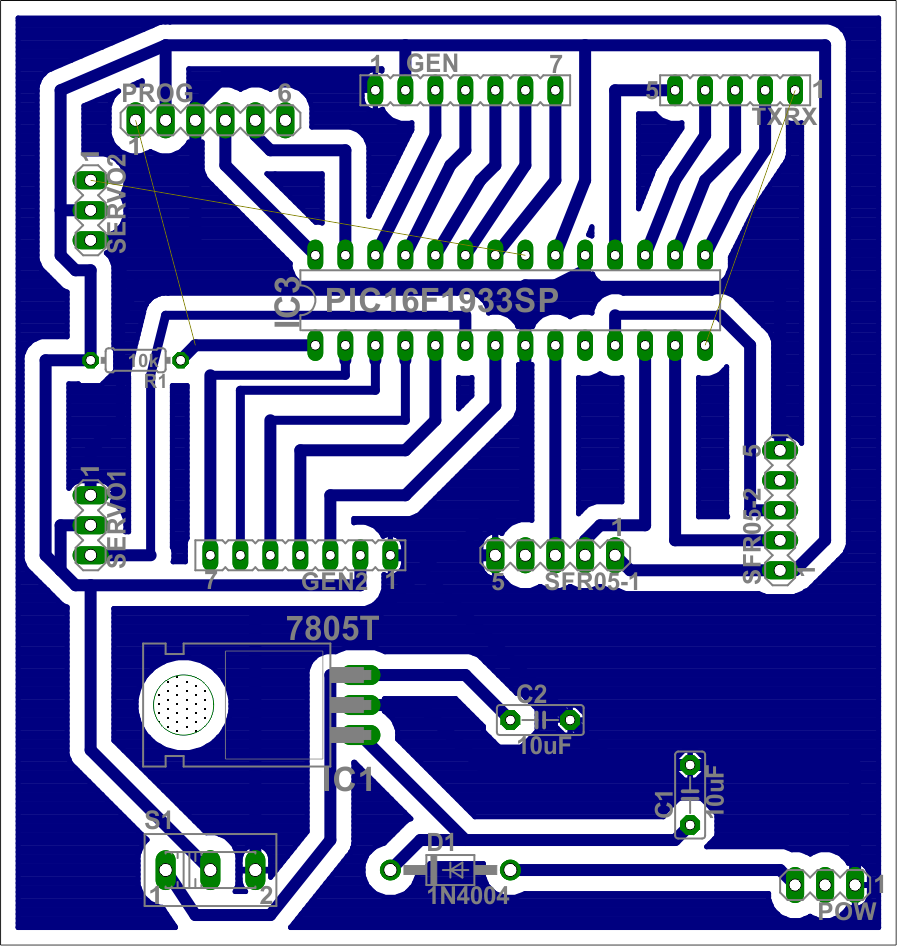 1 GEN 7
PROG 6
1
5 1
TXRX
1
SERVO2
IC3
PIC16F1933SP
10k
R1
1
SERVO1
5
SFR05-2
1
7 GEN2 1
1
5 SFR05-1
7805T
C2
10uF
IC1
C1
10uF
S1
1 2
D1
1N4004
1
POW